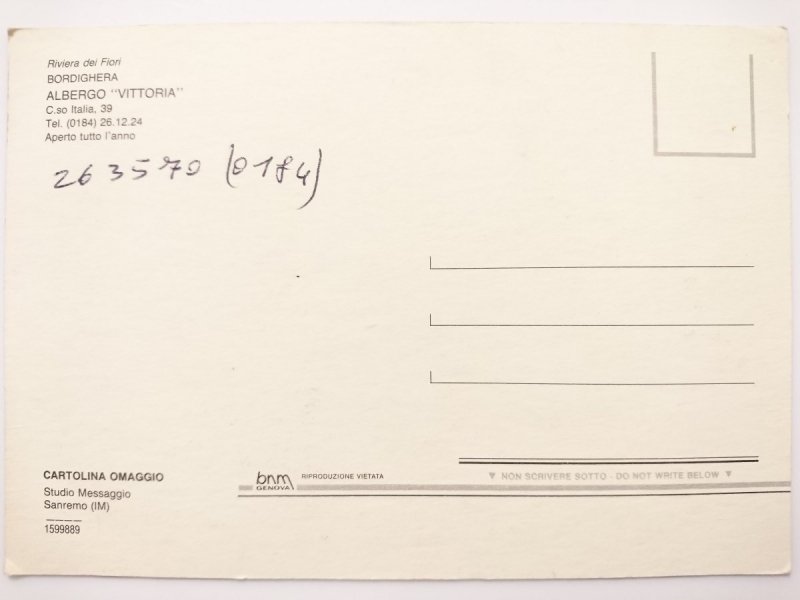 Riviera dei Fiori
BORDIGHERA
ALBERGO "VITTORIA"
C.so Italia, 39
Tel. (0184) 26.12.24
Aperto tutto l'anno
263570 (0184)
CARTOLINA OMAGGIO
Studio Messaggio
Sanremo (IM)
1599889
bnm
GENOVA
RIPRODUZIONE VIETATA
▼ NON SCRIVERE SOTTO - DO NOT WRITE BELOW ▼